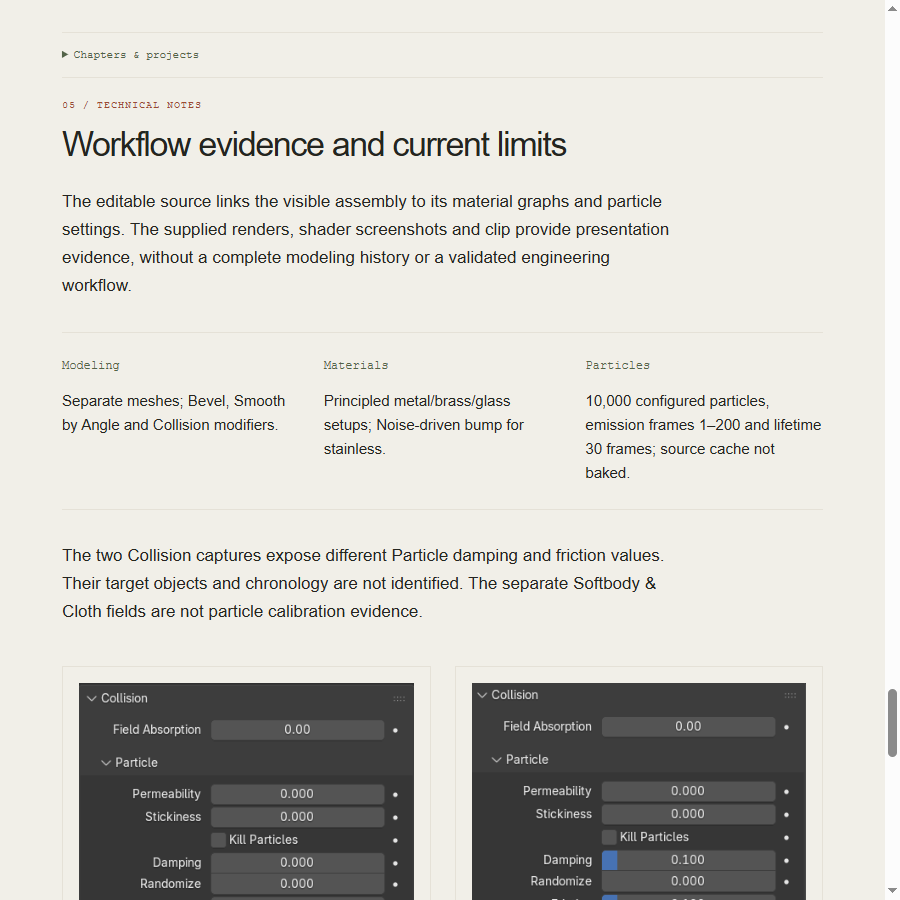 Chapters & projects
05 / TECHNICAL NOTES
Workflow evidence and current limits
The editable source links the visible assembly to its material graphs and particle
settings. The supplied renders, shader screenshots and clip provide presentation
evidence, without a complete modeling history or a validated engineering
workflow.
Modeling
Separate meshes; Bevel, Smooth
by Angle and Collision modifiers.
Materials
Principled metal/brass/glass
setups; Noise-driven bump for
stainless.
Particles
10,000 configured particles,
emission frames 1–200 and lifetime
30 frames; source cache not
baked.
The two Collision captures expose different Particle damping and friction values.
Their target objects and chronology are not identified. The separate Softbody &
Cloth fields are not particle calibration evidence.
Collision
Field Absorption 0.00
Particle
Permeability 0.000
Stickiness 0.000
Kill Particles
Damping 0.000
Randomize 0.000
Collision
Field Absorption 0.00
Particle
Permeability 0.000
Stickiness 0.000
Kill Particles
Damping 0.100
Randomize 0.000